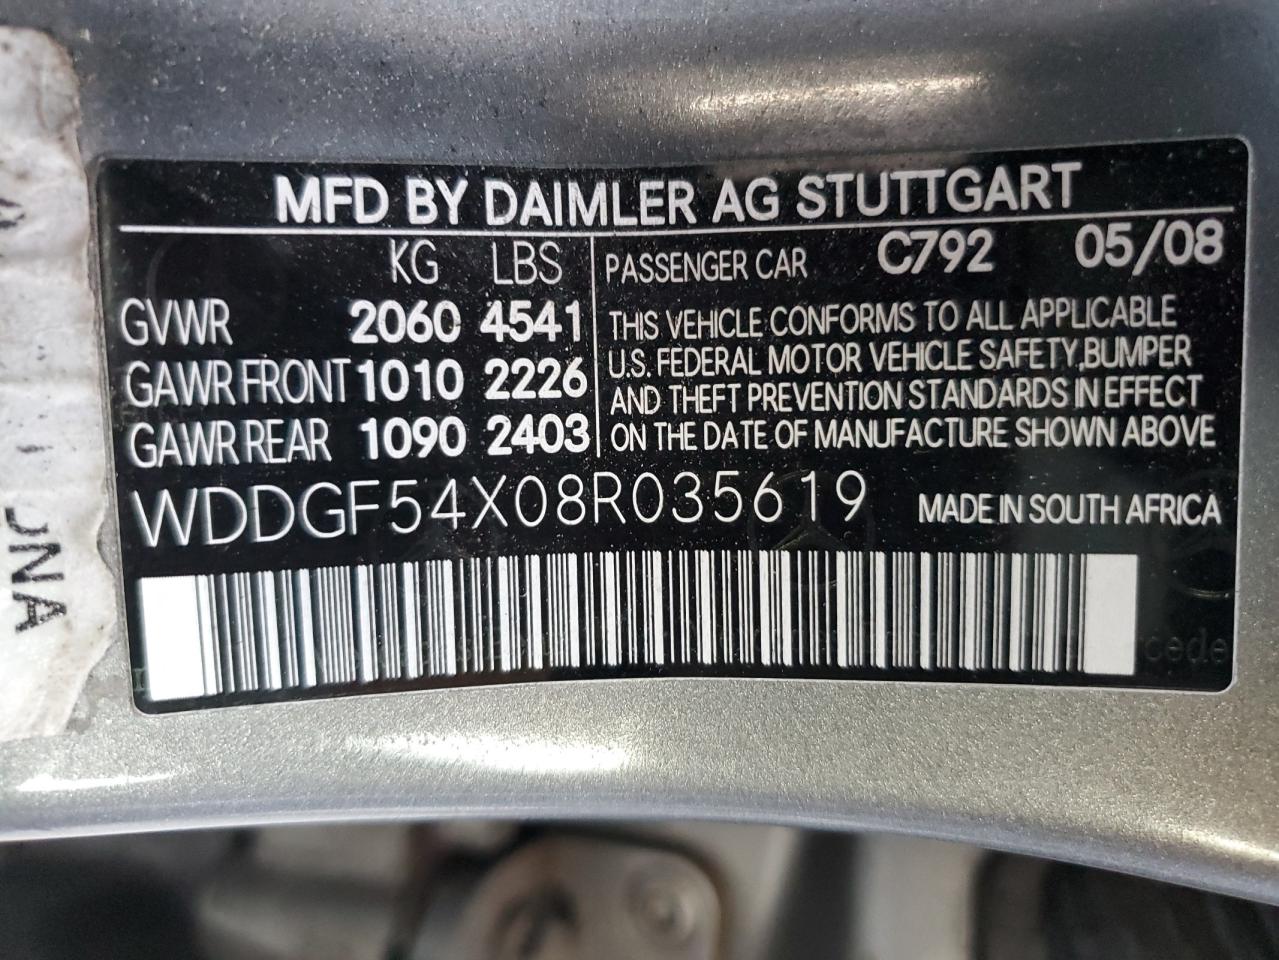 MFD BY DAIMLER AG STUTTGART
KG LBS
GVWR 2060 4541
GAWR FRONT 1010 2226
GAWR REAR 1090 2403
PASSENGER CAR C792 05/08
THIS VEHICLE CONFORMS TO ALL APPLICABLE
U.S. FEDERAL MOTOR VEHICLE SAFETY,BUMPER
AND THEFT PREVENTION STANDARDS IN EFFECT
ON THE DATE OF MANUFACTURE SHOWN ABOVE
WDDGF54X08R035619 MADE IN SOUTH AFRICA
cede